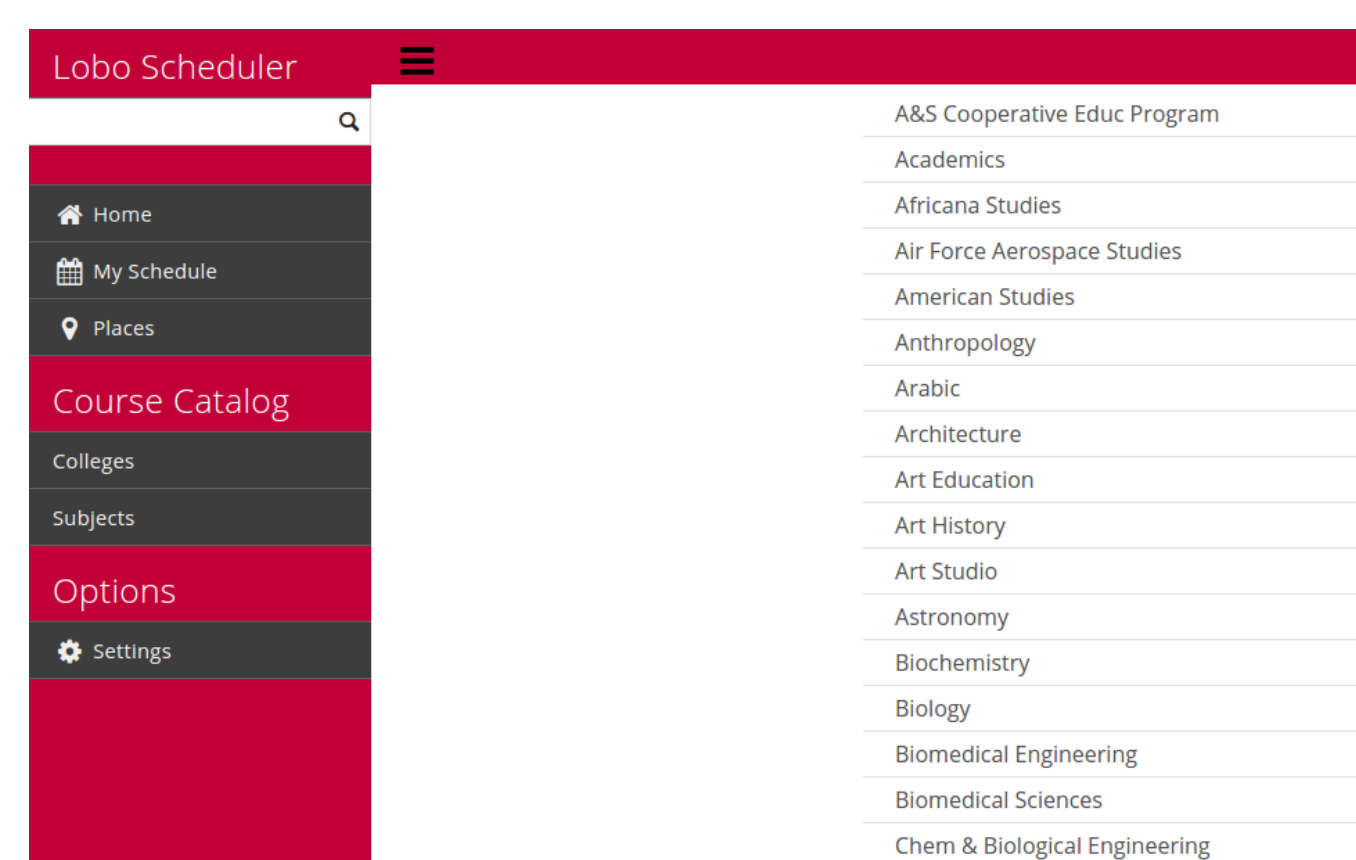 Lobo Scheduler
Home
My Schedule
Places
Course Catalog
Colleges
Subjects
Options
Settings
A&S Cooperative Educ Program
Academics
Africana Studies
Air Force Aerospace Studies
American Studies
Anthropology
Arabic
Architecture
Art Education
Art History
Art Studio
Astronomy
Biochemistry
Biology
Biomedical Engineering
Biomedical Sciences
Chem & Biological Engineering